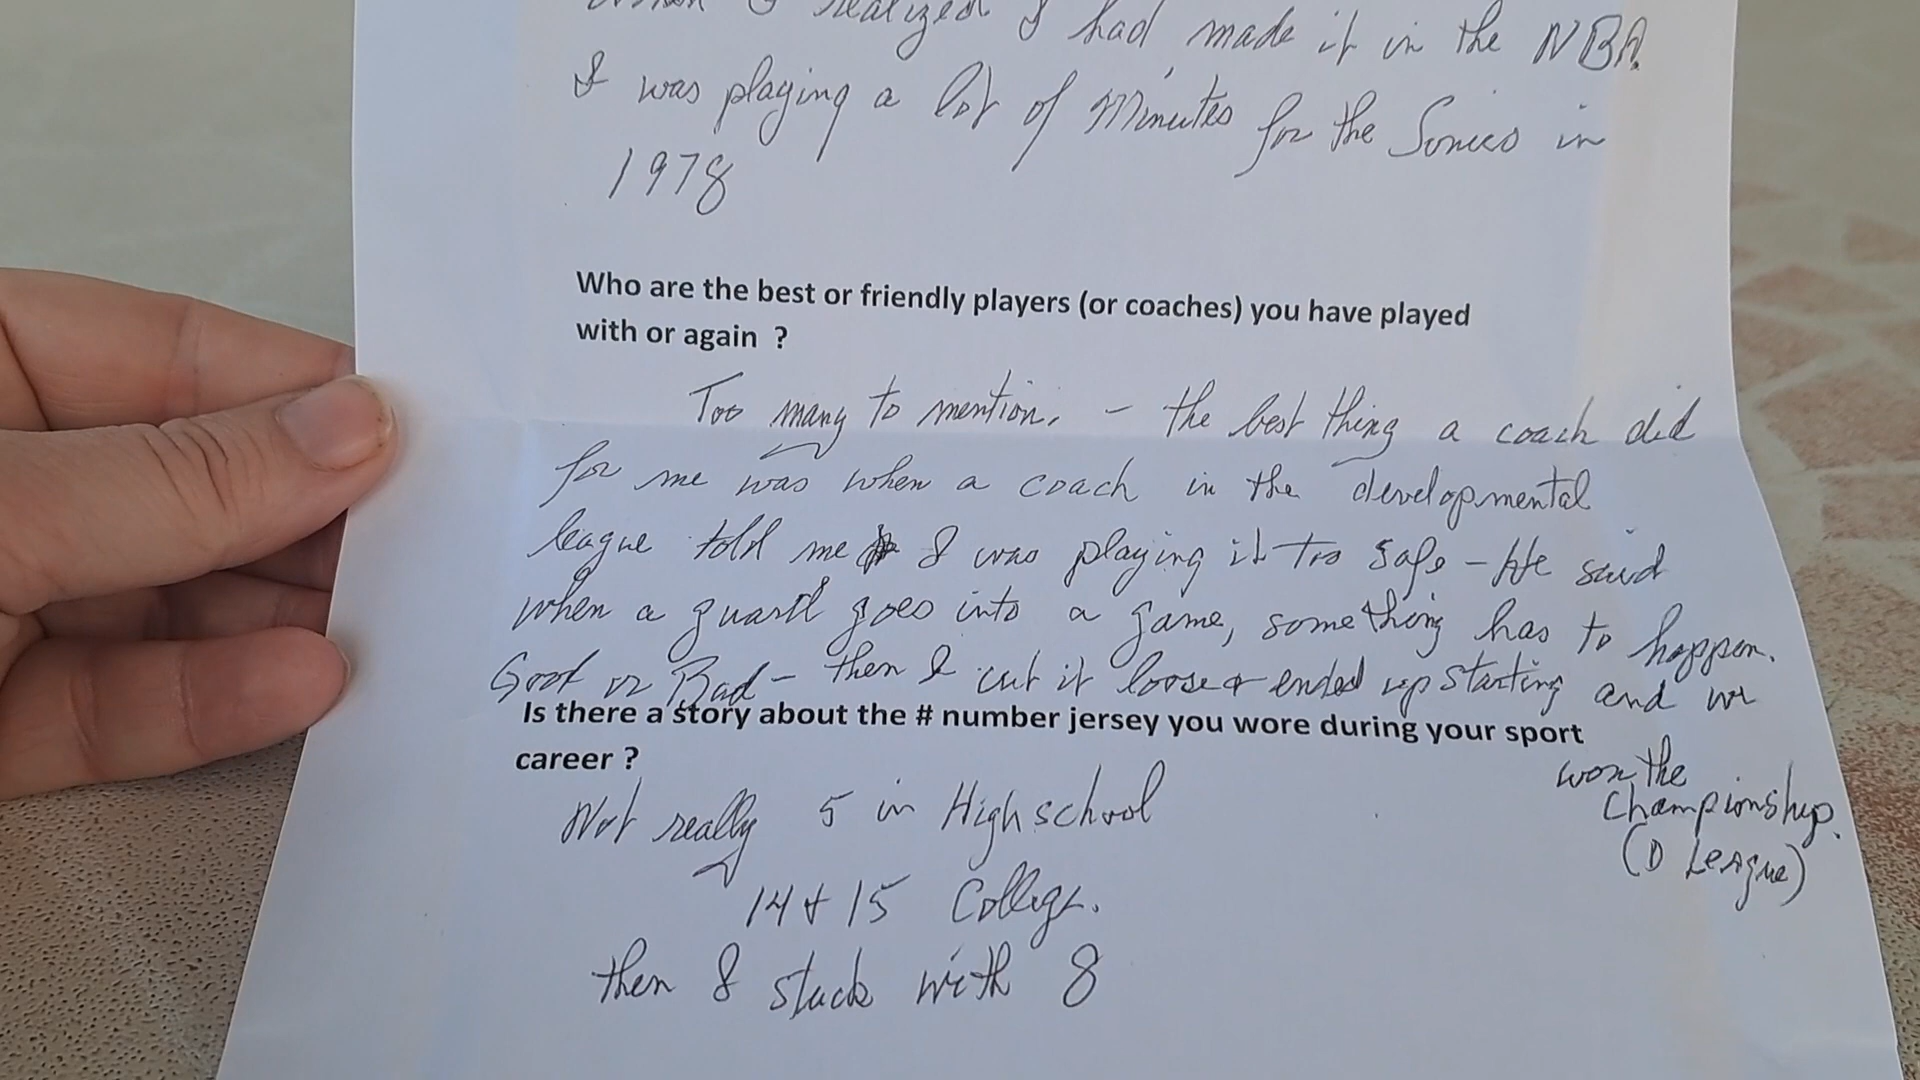 When I realized I had made it in the NBA.
I was playing a lot of Minutes for the Sonics in
1978
Who are the best or friendly players (or coaches) you have played
with or again ?
Too many to mention. - the best thing a coach did
for me was when a coach in the developmental
league told me I was playing it too safe - He said
when a guard goes into a game, something has to happen.
Good or Bad - then I cut it loose & ended up starting and we
won the
Championship.
(D League)
Is there a story about the # number jersey you wore during your sport
career ?
Not really 5 in High school
14 & 15 College.
then 8 stuck with 8